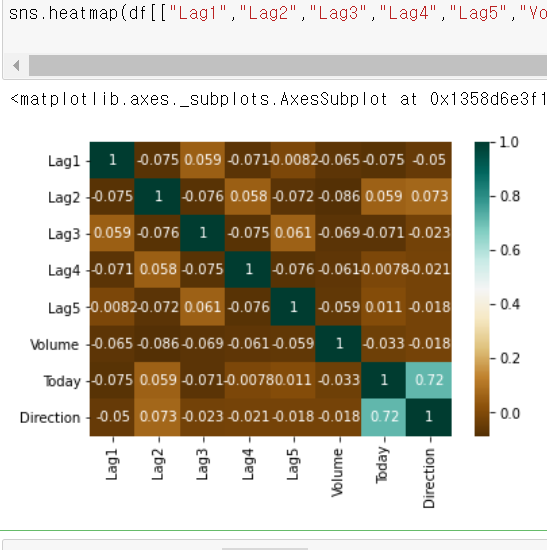 sns.heatmap(df[["Lag1","Lag2","Lag3","Lag4","Lag5","Vo
<matplotlib.axes._subplots.AxesSubplot at 0x1358d6e3f1
Lag1 1 -0.075 0.059 -0.071 -0.0082 -0.065 -0.075 -0.05
Lag2 -0.075 1 -0.076 0.058 -0.072 -0.086 0.059 0.073
Lag3 0.059 -0.076 1 -0.075 0.061 -0.069 -0.071 -0.023
Lag4 -0.071 0.058 -0.075 1 -0.076 -0.061 -0.0078 -0.021
Lag5 -0.0082 -0.072 0.061 -0.076 1 -0.059 0.011 -0.018
Volume -0.065 -0.086 -0.069 -0.061 -0.059 1 -0.033 -0.018
Today -0.075 0.059 -0.071 -0.0078 0.011 -0.033 1 0.72
Direction -0.05 0.073 -0.023 -0.021 -0.018 -0.018 0.72 1
Lag1 Lag2 Lag3 Lag4 Lag5 Volume Today Direction
1.0
0.8
0.6
0.4
0.2
0.0